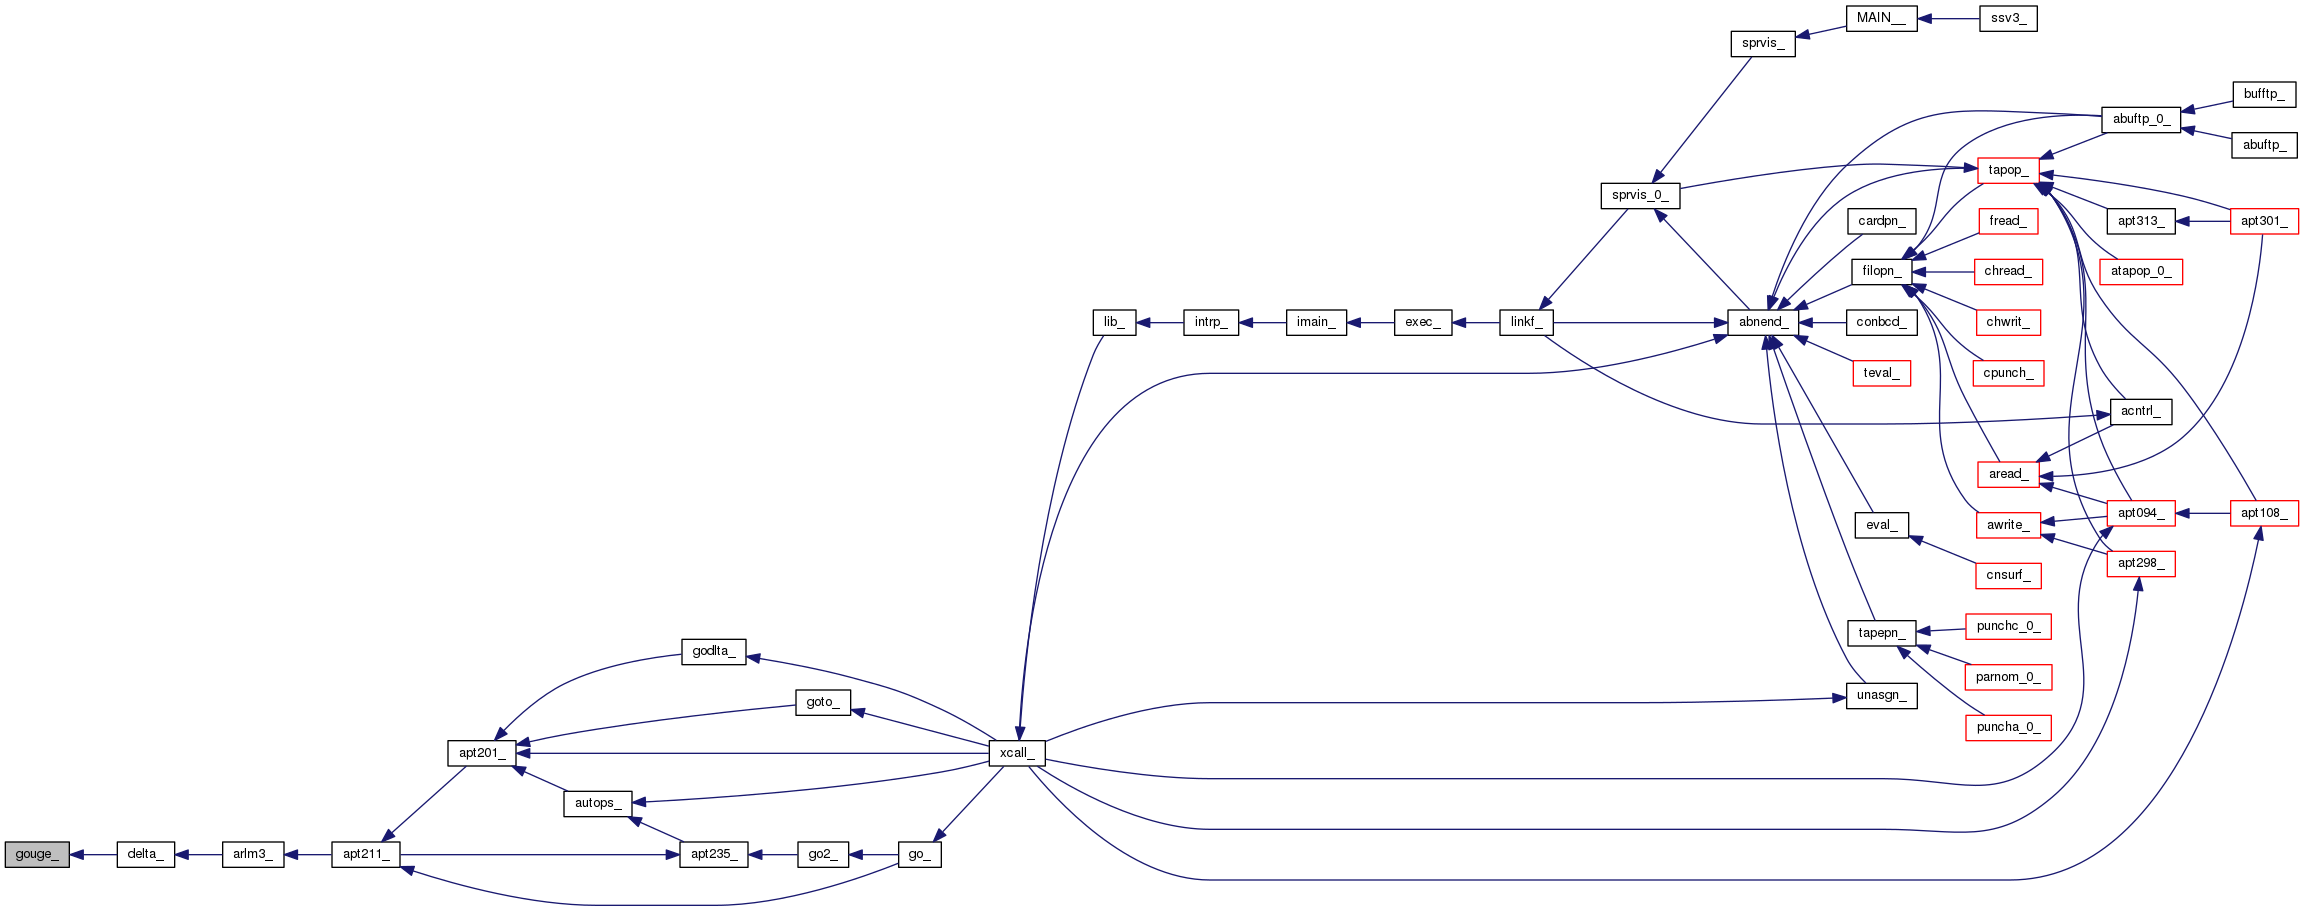 MAIN__
ssv3_
sprvis_
bufftp_
abuftp_0_
abuftp_
tapop_
sprvis_0_
cardpn_
fread_
apt313_
apt301_
filopn_
chread_
atapop_0_
lib_
intrp_
imain_
exec_
linkf_
abnend_
conbcd_
chwrit_
teval_
cpunch_
acntrl_
aread_
eval_
awrite_
apt094_
apt108_
apt298_
cnsurf_
tapepn_
punchc_0_
godlta_
parnom_0_
goto_
unasgn_
puncha_0_
apt201_
xcall_
autops_
gouge_
delta_
arlm3_
apt211_
apt235_
go2_
go_